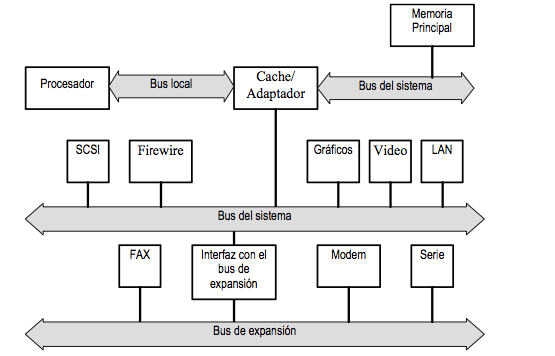 Memoria
Principal
Procesador
Bus local
Cache/
Adaptador
Bus del sistema
SCSI
Firewire
Gráficos
Video
LAN
Bus del sistema
FAX
Interfaz con el
bus de
expansión
Modem
Serie
Bus de expansión